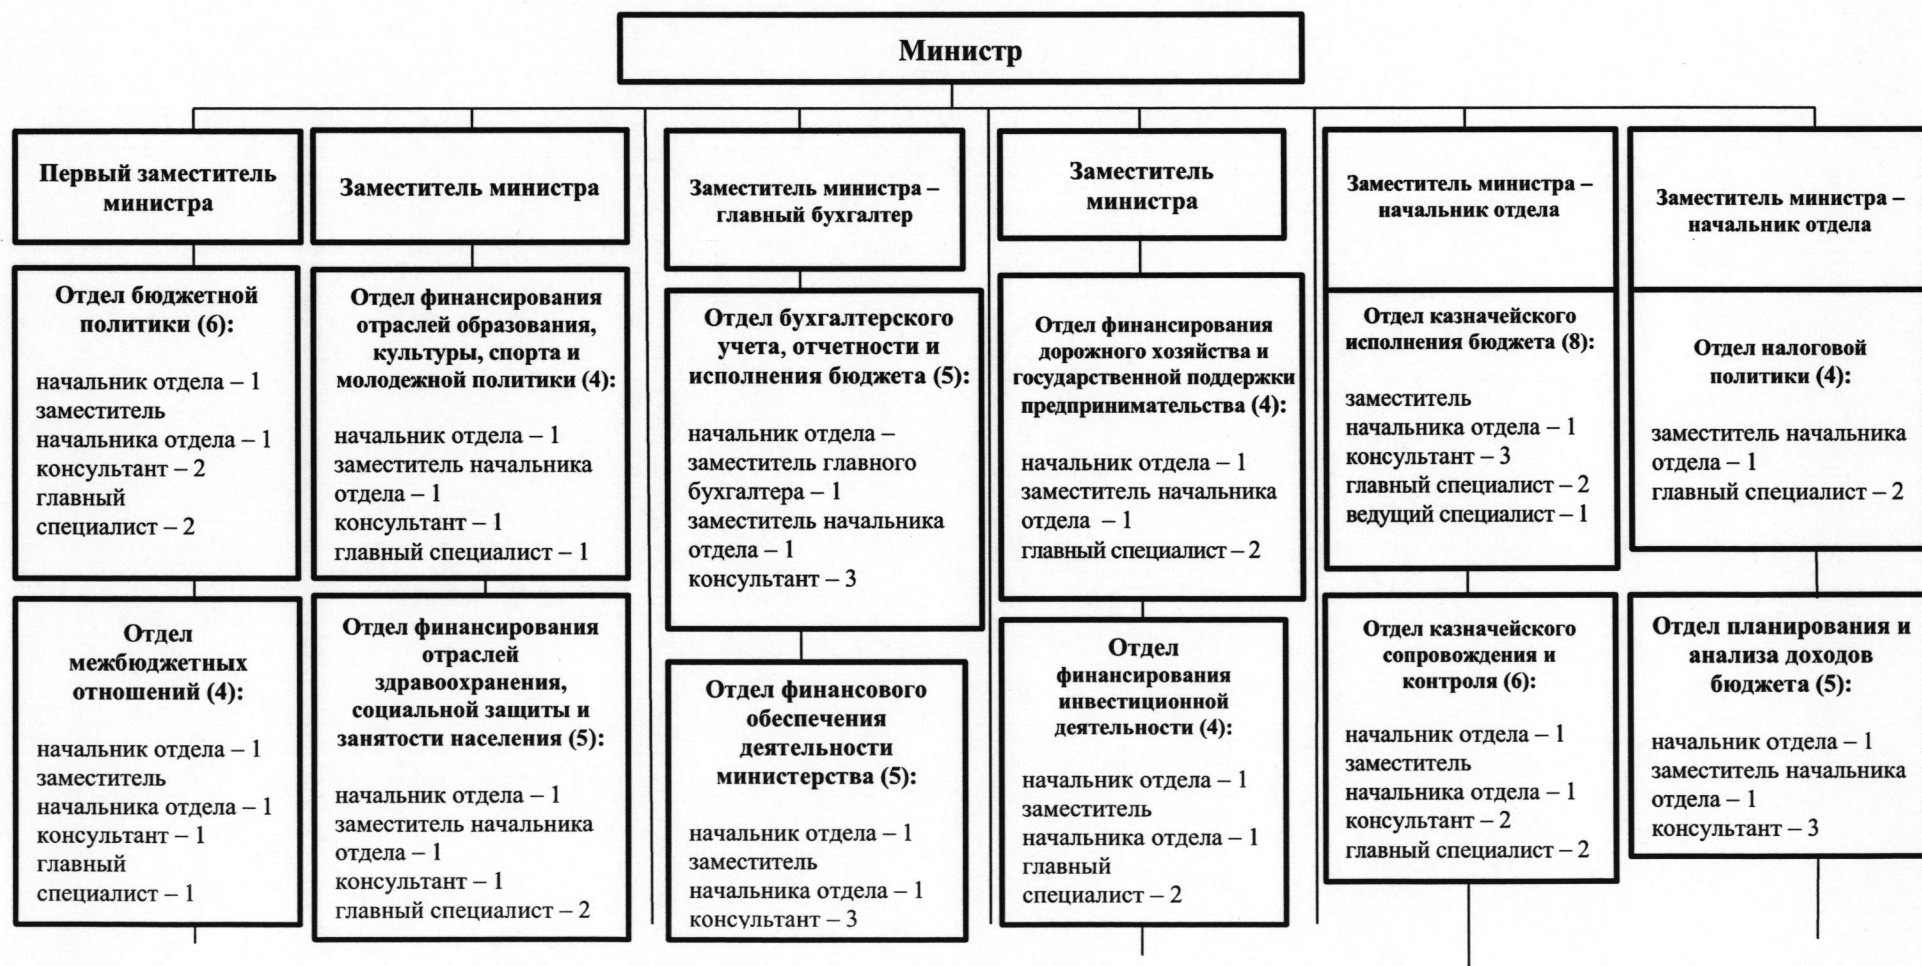 Министр
Первый заместитель
министра
Заместитель министра
Заместитель министра –
главный бухгалтер
Заместитель
министра
Заместитель министра –
начальник отдела
Заместитель министра –
начальник отдела
Отдел бюджетной
политики (6):
начальник отдела – 1
заместитель
начальника отдела – 1
консультант – 2
главный
специалист – 2
Отдел финансирования
отраслей образования,
культуры, спорта и
молодежной политики (4):
начальник отдела – 1
заместитель начальника
отдела – 1
консультант – 1
главный специалист – 1
Отдел бухгалтерского
учета, отчетности и
исполнения бюджета (5):
начальник отдела –
заместитель главного
бухгалтера – 1
заместитель начальника
отдела – 1
консультант – 3
Отдел финансирования
дорожного хозяйства и
государственной поддержки
предпринимательства (4):
начальник отдела – 1
заместитель начальника
отдела – 1
главный специалист – 2
Отдел казначейского
исполнения бюджета (8):
заместитель
начальника отдела – 1
консультант – 3
главный специалист – 2
ведущий специалист – 1
Отдел налоговой
политики (4):
заместитель начальника
отдела – 1
главный специалист – 2
Отдел
межбюджетных
отношений (4):
начальник отдела – 1
заместитель
начальника отдела – 1
консультант – 1
главный
специалист – 1
Отдел финансирования
отраслей
здравоохранения,
социальной защиты и
занятости населения (5):
начальник отдела – 1
заместитель начальника
отдела – 1
консультант – 1
главный специалист – 2
Отдел финансового
обеспечения
деятельности
министерства (5):
начальник отдела – 1
заместитель
начальника отдела – 1
консультант – 3
Отдел
финансирования
инвестиционной
деятельности (4):
начальник отдела – 1
заместитель
начальника отдела – 1
главный
специалист – 2
Отдел казначейского
сопровождения и
контроля (6):
начальник отдела – 1
заместитель
начальника отдела – 1
консультант – 2
главный специалист – 2
Отдел планирования и
анализа доходов
бюджета (5):
начальник отдела – 1
заместитель начальника
отдела – 1
консультант – 3